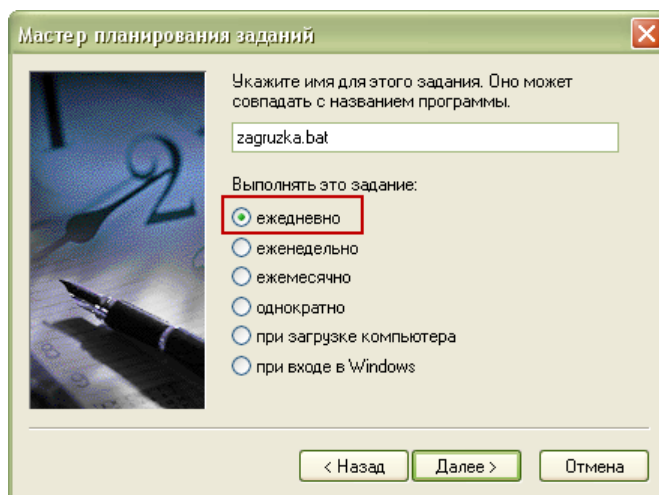 Мастер планирования заданий
Укажите имя для этого задания. Оно может
совпадать с названием программы.
zagruzka.bat
Выполнять это задание:
ежедневно
еженедельно
ежемесячно
однократно
при загрузке компьютера
при входе в Windows
< Назад
Далее >
Отмена